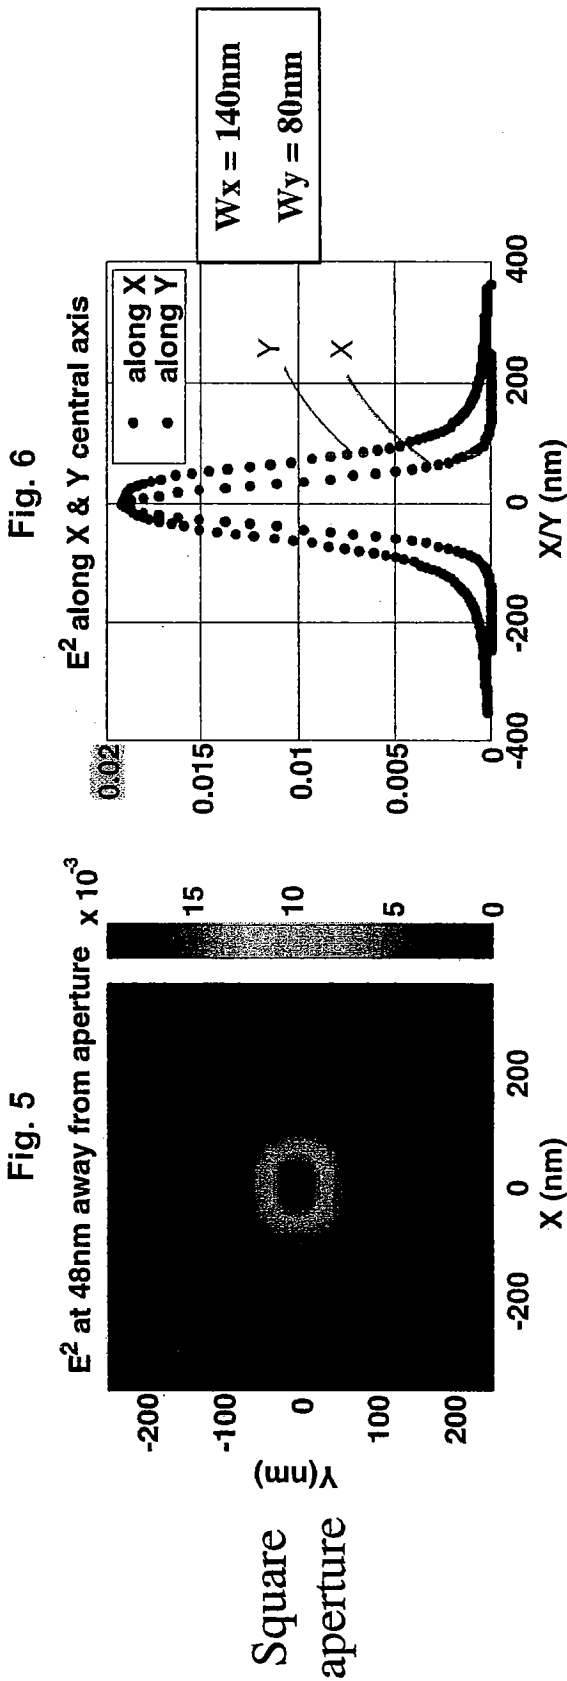 Square
aperture
Fig. 5
E² at 48nm away from aperture x 10⁻³
Y(nm)
-200
-100
0
100
200
-200
0
200
X (nm)
15
10
5
0
Fig. 6
E² along X & Y central axis
0.02
0.015
0.01
0.005
0
-400
-200
0
200
400
X/Y (nm)
along X
along Y
Y
X
Wx = 140nm
Wy = 80nm